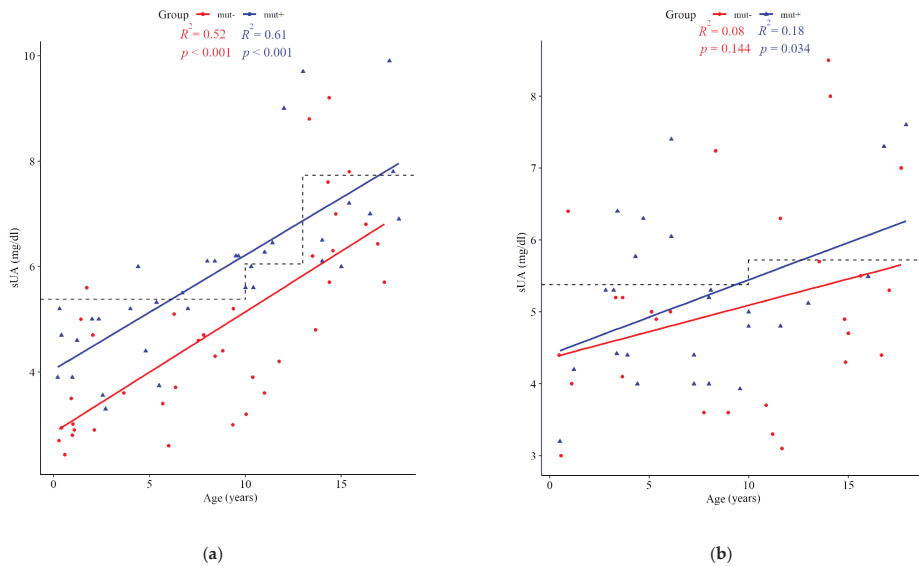 Group mut- mut+
R² = 0.52 R² = 0.61
p < 0.001 p < 0.001
10
8
6
4
sUA (mg/dl)
0 5 10 15
Age (years)
(a)
Group mut- mut+
R² = 0.08 R² = 0.18
p = 0.144 p = 0.034
8
7
6
5
4
3
sUA (mg/dl)
0 5 10 15
Age (years)
(b)